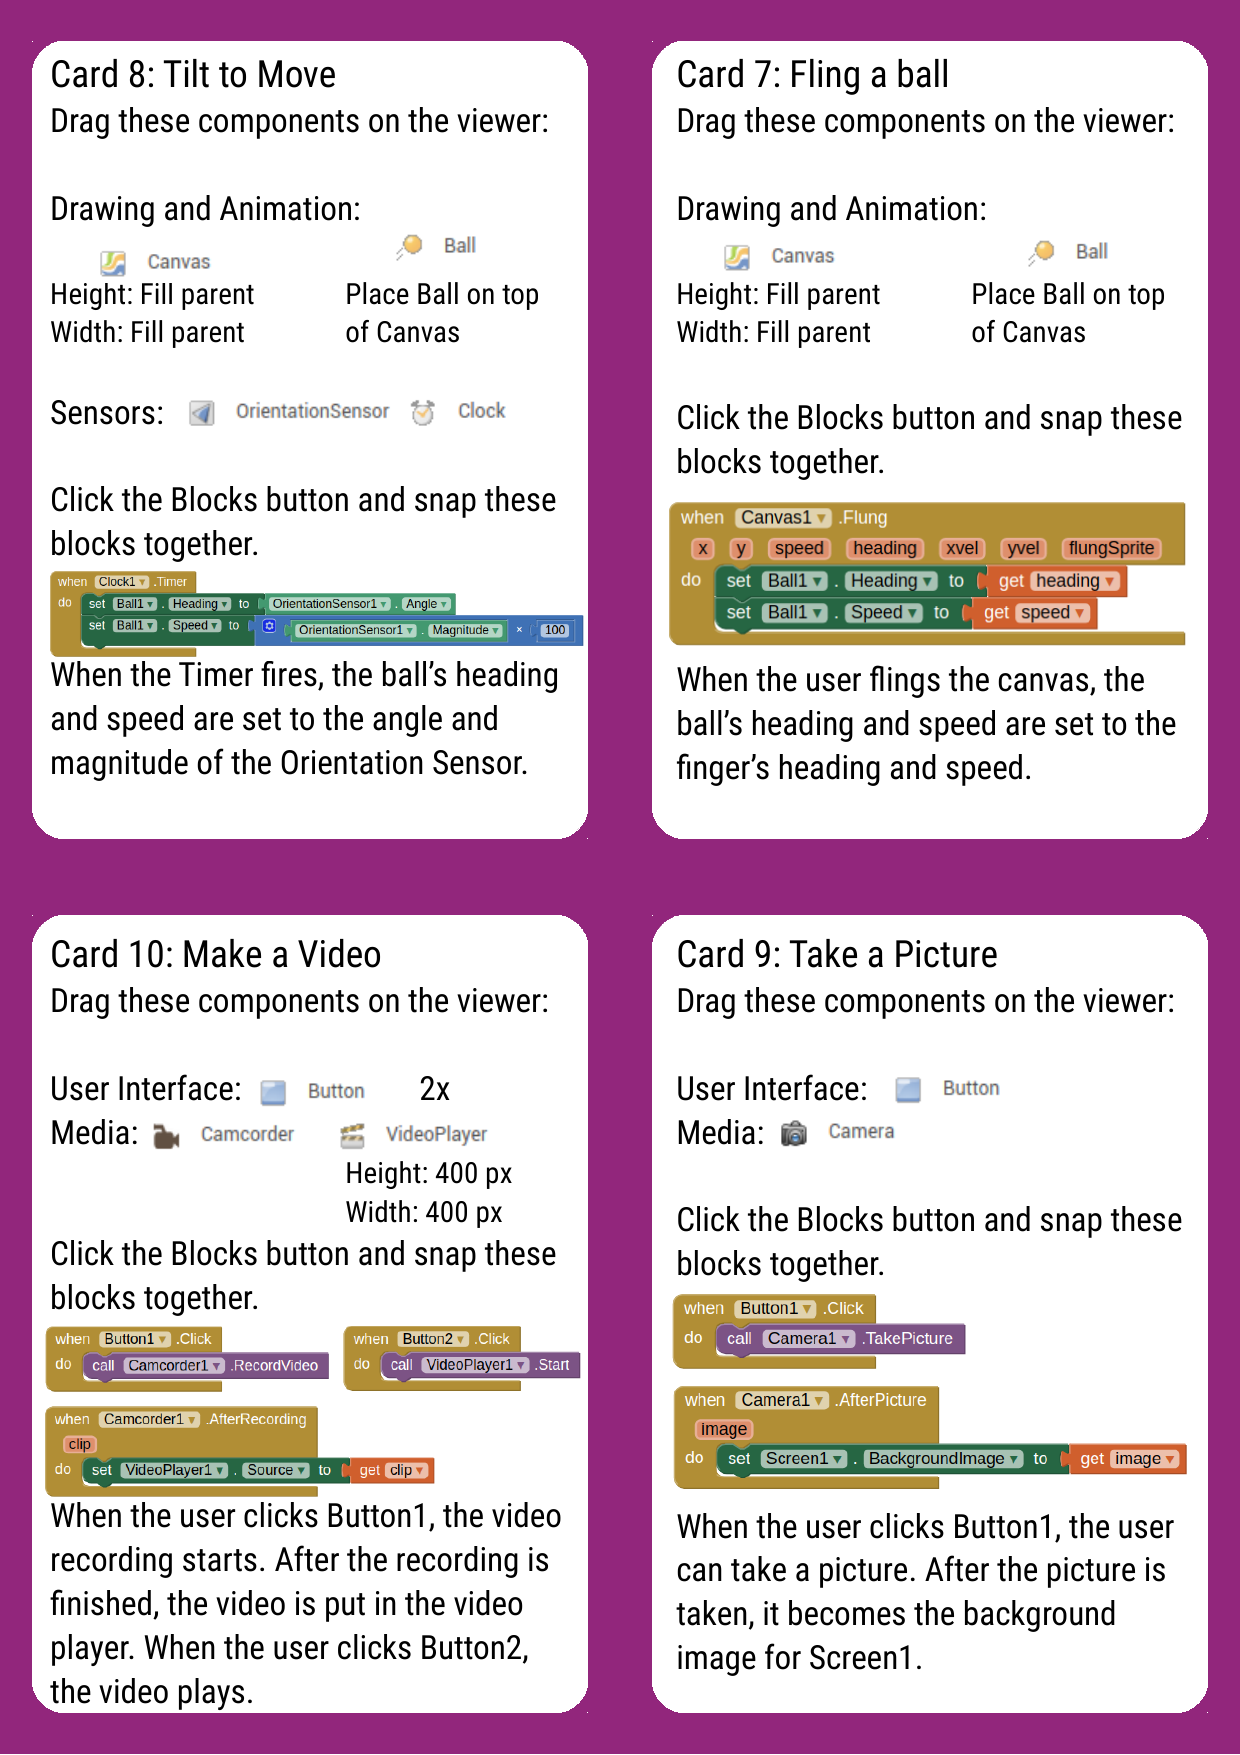 Card 8: Tilt to Move
Drag these components on the viewer:
Drawing and Animation:
Canvas
Ball
Height: Fill parent
Width: Fill parent
Place Ball on top
of Canvas
Sensors: OrientationSensor Clock
Click the Blocks button and snap these
blocks together.
when Clock1 .Timer
do set Ball1 . Heading to OrientationSensor1 . Angle
set Ball1 . Speed to OrientationSensor1 . Magnitude × 100
When the Timer fires, the ball’s heading
and speed are set to the angle and
magnitude of the Orientation Sensor.
Card 7: Fling a ball
Drag these components on the viewer:
Drawing and Animation:
Canvas
Ball
Height: Fill parent
Width: Fill parent
Place Ball on top
of Canvas
Click the Blocks button and snap these
blocks together.
when Canvas1 .Flung
x y speed heading xvel yvel flungSprite
do set Ball1 . Heading to get heading
set Ball1 . Speed to get speed
When the user flings the canvas, the
ball’s heading and speed are set to the
finger’s heading and speed.
Card 10: Make a Video
Drag these components on the viewer:
User Interface: Button 2x
Media: Camcorder VideoPlayer
Height: 400 px
Width: 400 px
Click the Blocks button and snap these
blocks together.
when Button1 .Click
do call Camcorder1 .RecordVideo
when Button2 .Click
do call VideoPlayer1 .Start
when Camcorder1 .AfterRecording
clip
do set VideoPlayer1 . Source to get clip
When the user clicks Button1, the video
recording starts. After the recording is
finished, the video is put in the video
player. When the user clicks Button2,
the video plays.
Card 9: Take a Picture
Drag these components on the viewer:
User Interface: Button
Media: Camera
Click the Blocks button and snap these
blocks together.
when Button1 .Click
do call Camera1 .TakePicture
when Camera1 .AfterPicture
image
do set Screen1 . BackgroundImage to get image
When the user clicks Button1, the user
can take a picture. After the picture is
taken, it becomes the background
image for Screen1.